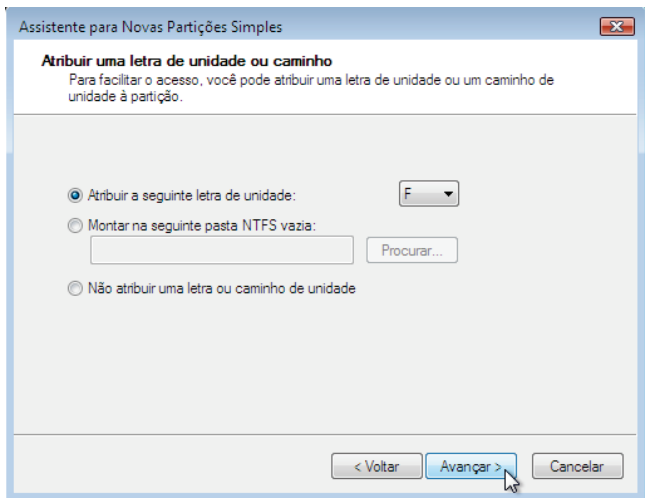 Assistente para Novas Partições Simples
Atribuir uma letra de unidade ou caminho
Para facilitar o acesso, você pode atribuir uma letra de unidade ou um caminho de
unidade à partição.
Atribuir a seguinte letra de unidade: F
Montar na seguinte pasta NTFS vazia:
Procurar...
Não atribuir uma letra ou caminho de unidade
< Voltar Avançar > Cancelar